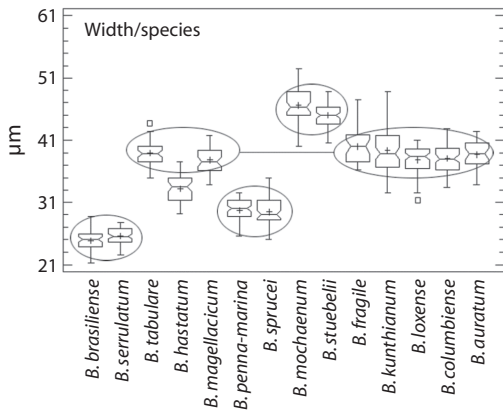 Width/species
µm
61
51
41
31
21
B. brasiliense
B. serrulatum
B. tabulare
B. hastatum
B. magellacicum
B. penna-marina
B. sprucei
B. mochaenum
B. stuebelii
B. fragile
B. kunthianum
B. loxense
B. columbiense
B. auratum